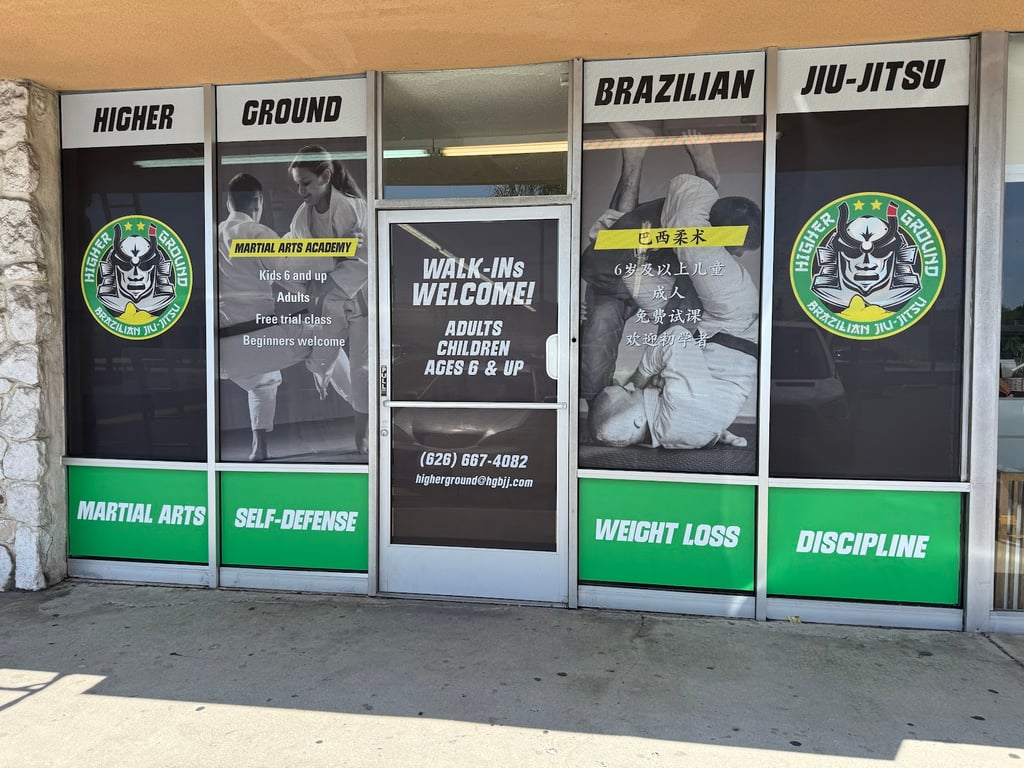 HIGHER
GROUND
BRAZILIAN
JIU-JITSU
HIGHER GROUND
BRAZILIAN JIU-JITSU
MARTIAL ARTS ACADEMY
Kids 6 and up
Adults
Free trial class
Beginners welcome
WALK-INs
WELCOME!
ADULTS
CHILDREN
AGES 6 & UP
(626) 667-4082
higherground@hgbjj.com
巴西柔术
6岁及以上儿童
成人
免费试课
欢迎初学者
HIGHER GROUND
BRAZILIAN JIU-JITSU
MARTIAL ARTS
SELF-DEFENSE
WEIGHT LOSS
DISCIPLINE